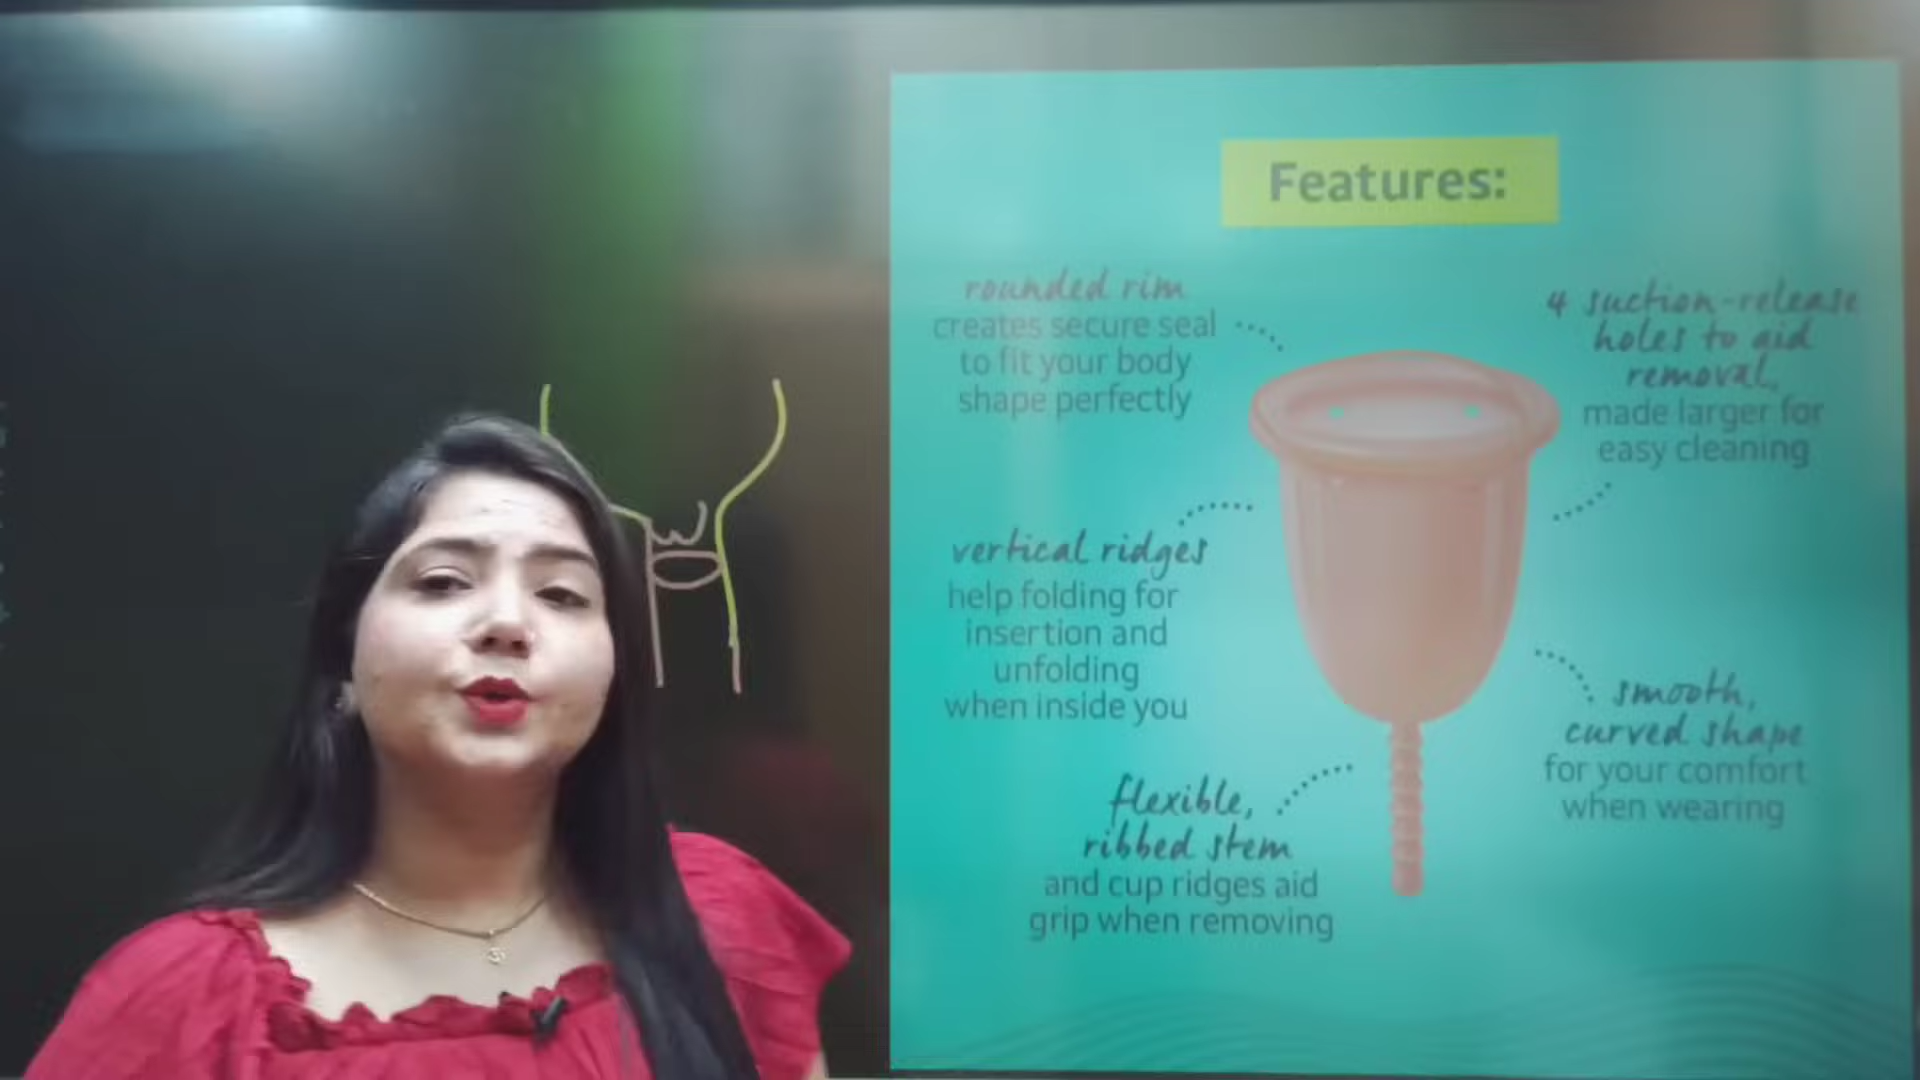 Features:
rounded rim
creates secure seal
to fit your body
shape perfectly
4 suction-release
holes to aid
removal,
made larger for
easy cleaning
vertical ridges
help folding for
insertion and
unfolding
when inside you
smooth,
curved shape
for your comfort
when wearing
flexible,
ribbed stem
and cup ridges aid
grip when removing